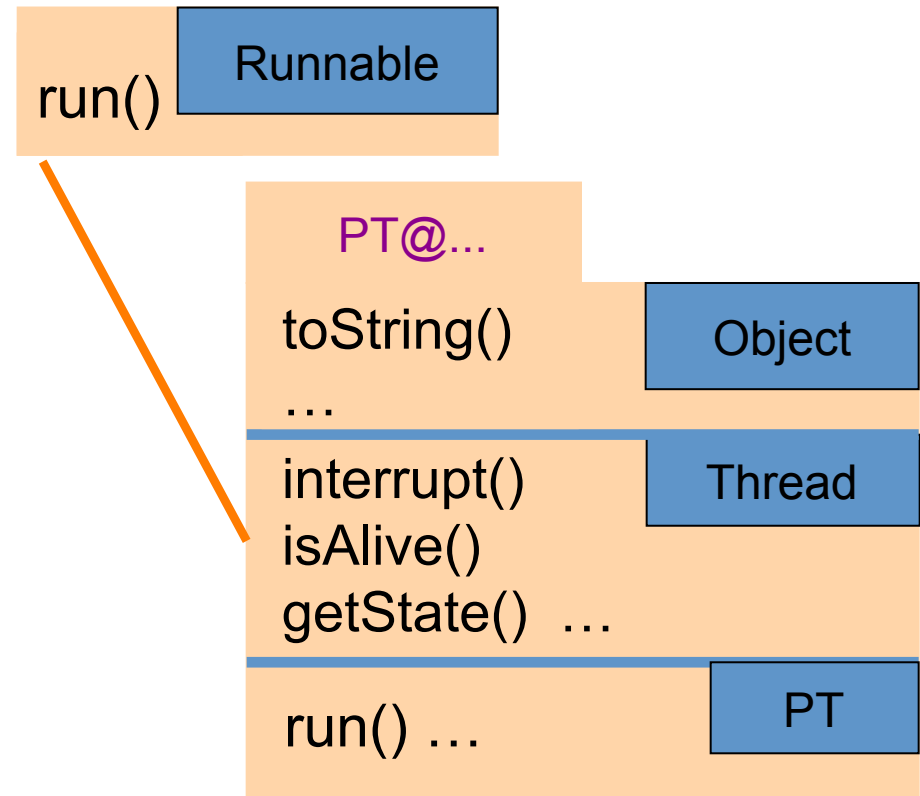 Runnable
run()
PT@...
toString()
Object
…
interrupt()
Thread
isAlive()
getState() …
PT
run() …